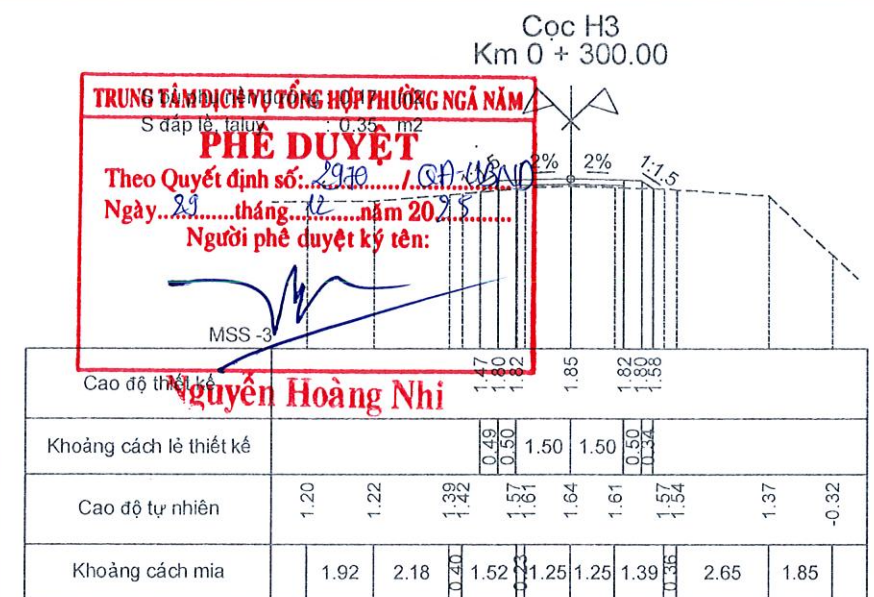 Cọc H3
Km 0 + 300.00
TRUNG TÂM DỊCH VỤ TỔNG HỢP PHƯỜNG NGÃ NĂM
S bù phụ nền đường : 0.17 m2
S đắp lề, taluy : 0.35 m2
PHÊ DUYỆT
Theo Quyết định số: 2970 / QĐ-UBND
Ngày 29 tháng 12 năm 2025
Người phê duyệt ký tên:
2% 2% 1:1.5
MSS -3
Nguyễn Hoàng Nhi
Cao độ thiết kế 1.47 1.80 1.82 1.85 1.82 1.80 1.58
Khoảng cách lẻ thiết kế 0.49 0.50 1.50 1.50 0.50 0.34
Cao độ tự nhiên 1.20 1.22 1.39 1.42 1.57 1.61 1.64 1.61 1.57 1.54 1.37 -0.32
Khoảng cách mia 1.92 2.18 0.40 1.52 0.23 1.25 1.25 1.39 0.36 2.65 1.85